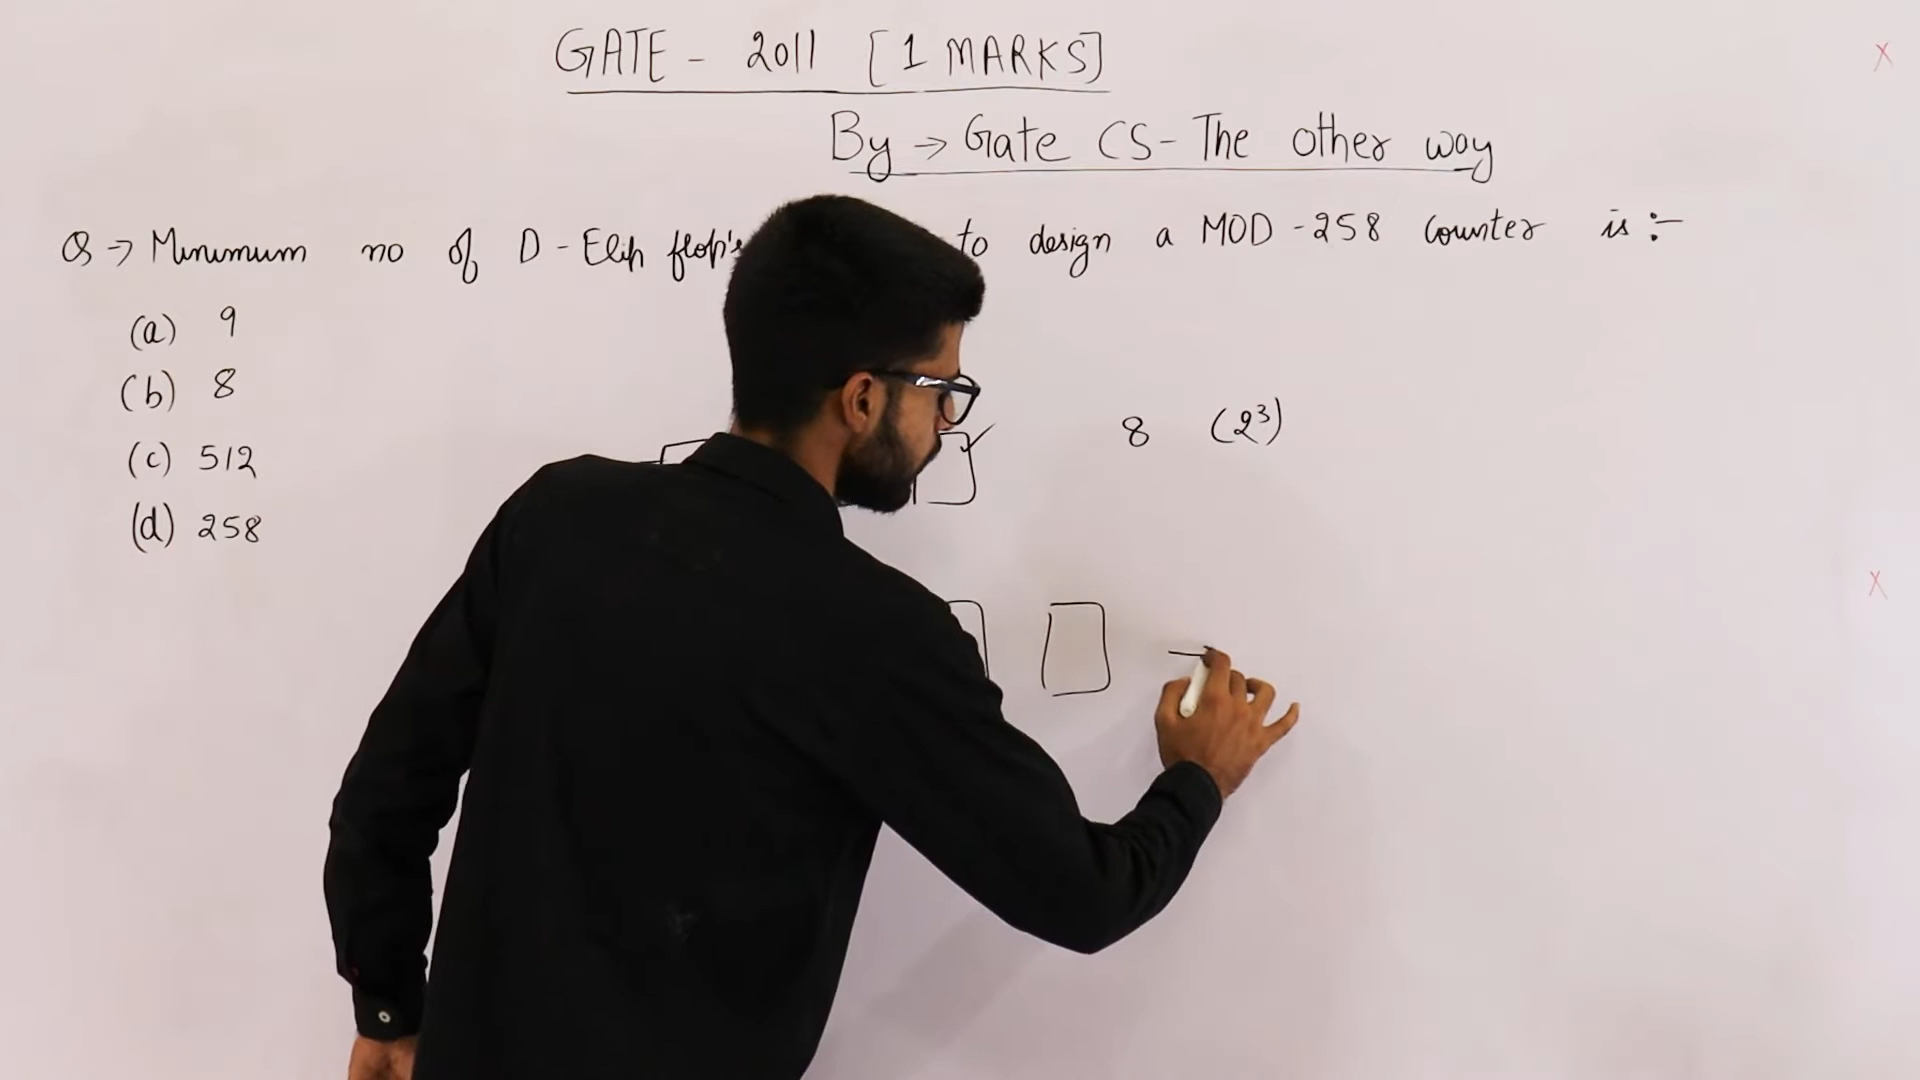 GATE - 2011 [1 MARKS]
By → Gate CS - The other way
Q → Minimum no of D - Flip flop's to design a MOD - 258 counter is :-
(a) 9
(b) 8
(c) 512
(d) 258
8 (2³)